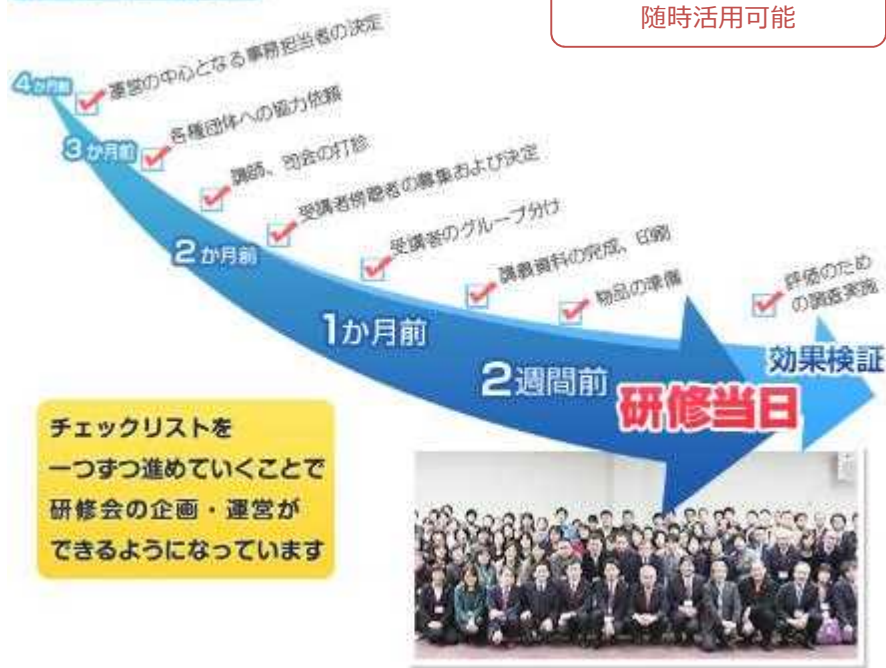 随時活用可能
4か月前
運営の中心となる事務担当者の決定
3か月前
各種団体への協力依頼
講師、司会の打診
受講者傍聴者の募集および決定
2か月前
受講者のグループ分け
講義資料の完成、印刷
物品の準備
1か月前
2週間前
研修当日
評価のため
の調査実施
効果検証
チェックリストを
一つずつ進めていくことで
研修会の企画・運営が
できるようになっています